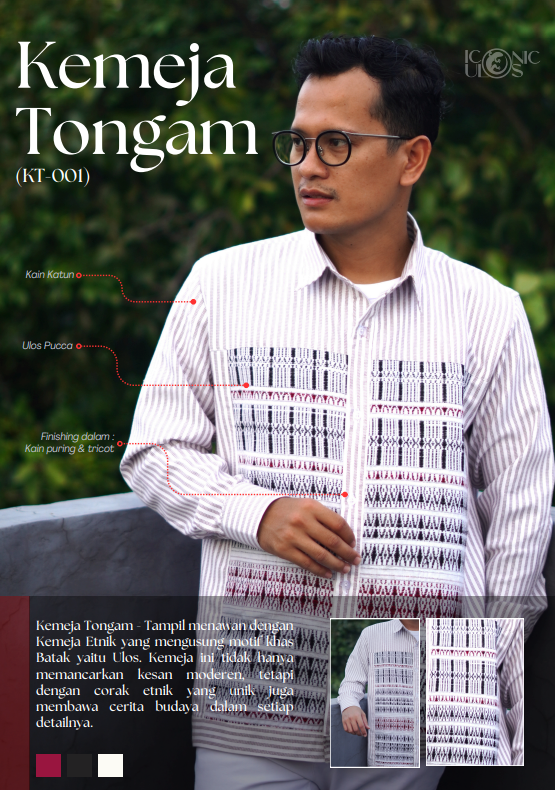 Kemeja
Tongam
(KT-001)
ICONIC
ULOS
Kain Katun
Ulos Pucca
Finishing dalam :
Kain puring & tricot
Kemeja Tongam - Tampil menawan dengan
Kemeja Etnik yang mengusung motif khas
Batak yaitu Ulos. Kemeja ini tidak hanya
memancarkan kesan moderen, tetapi
dengan corak etnik yang unik juga
membawa cerita budaya dalam setiap
detailnya.